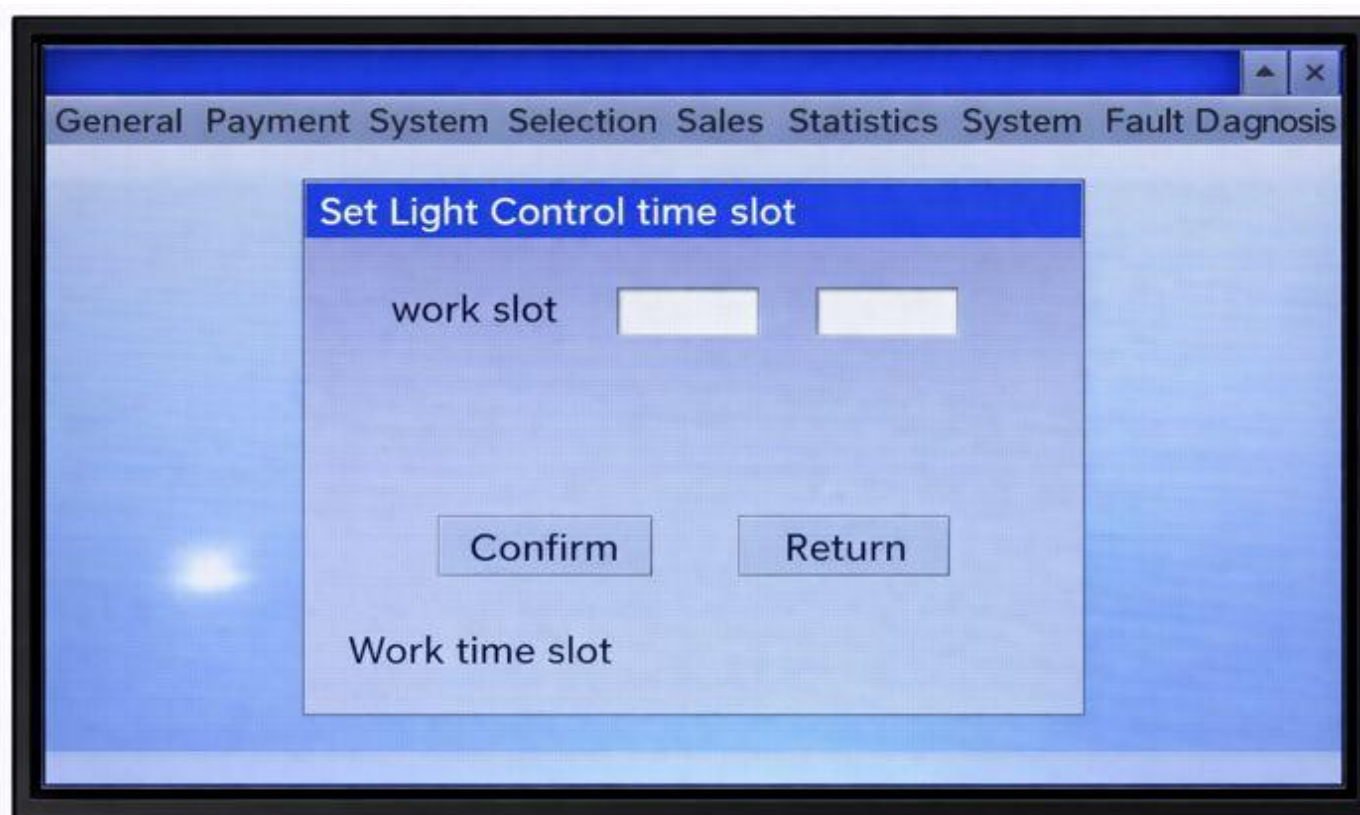 General Payment System Selection Sales Statistics System Fault Dagnosis
Set Light Control time slot
work slot
Confirm Return
Work time slot